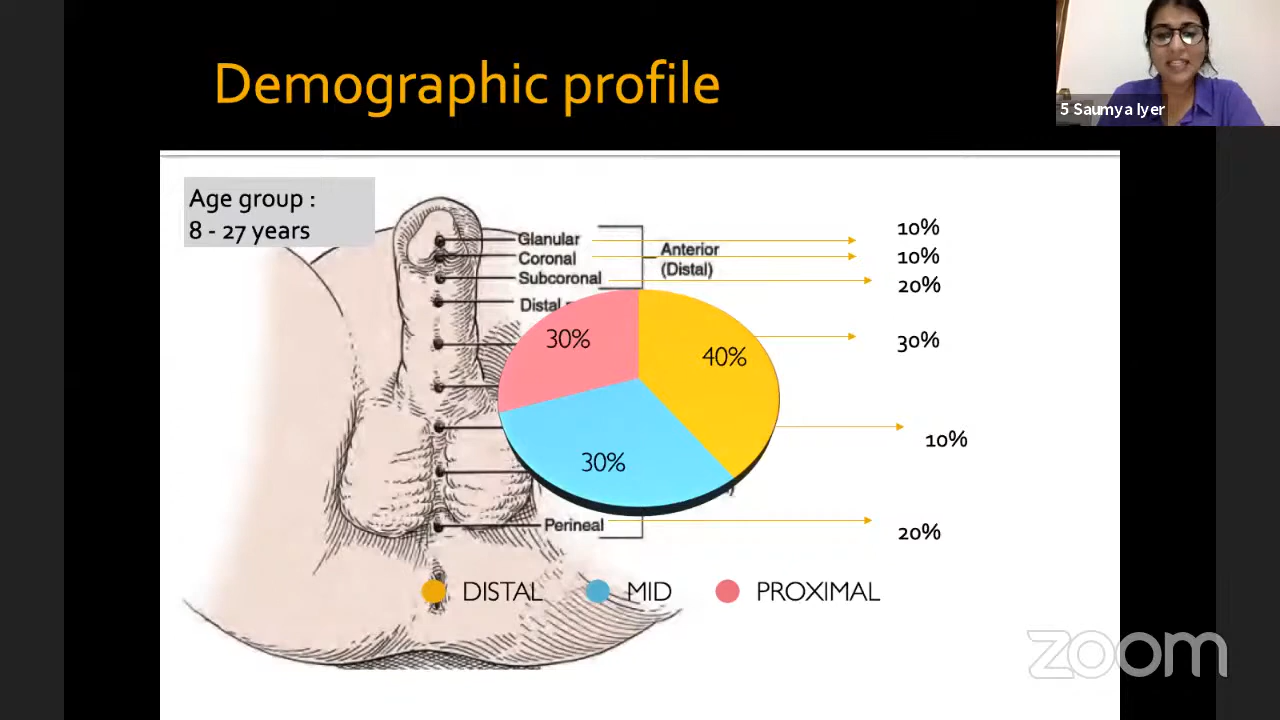 Demographic profile
5 Saumya Iyer
Age group :
8 - 27 years
Glanular
Coronal
Subcoronal
Distal
Anterior
(Distal)
Perineal
10%
10%
20%
30%
10%
20%
30%
40%
30%
DISTAL
MID
PROXIMAL
zoom